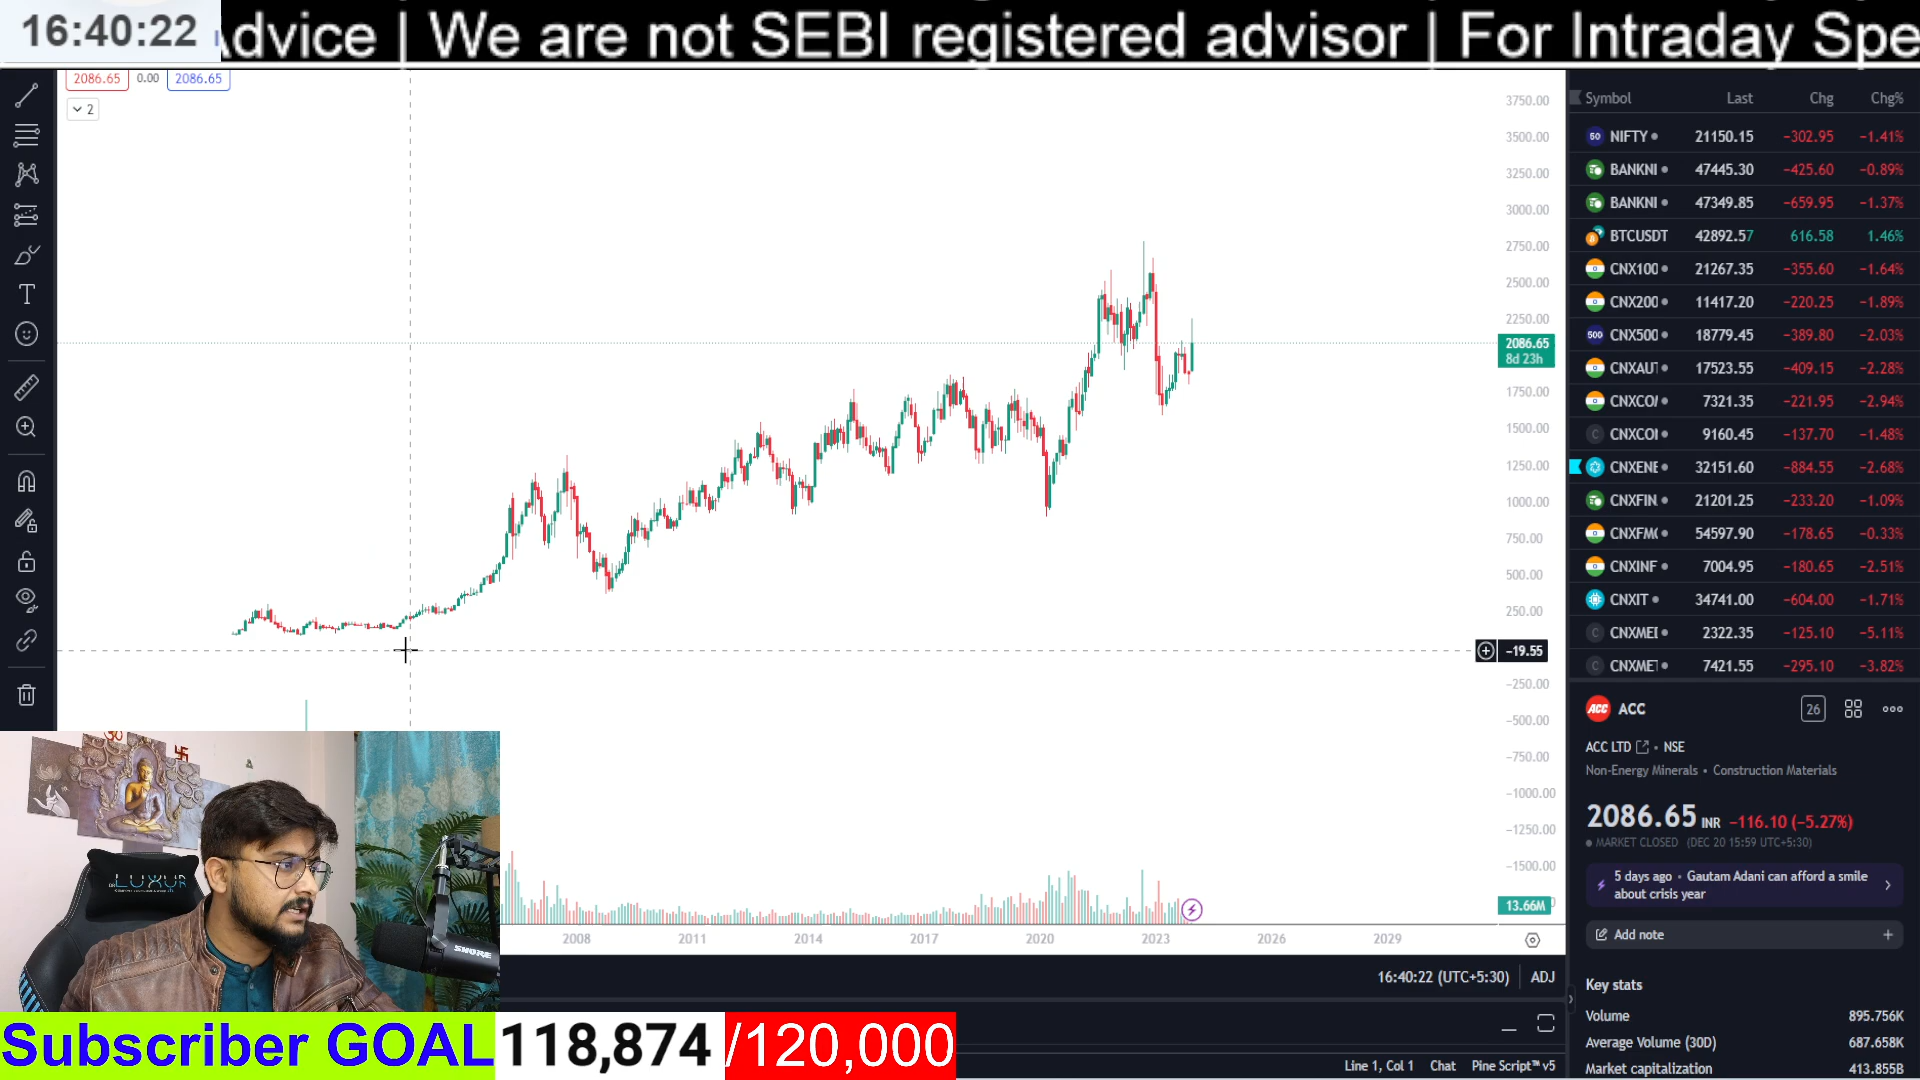 16:40:22
dvice | We are not SEBI registered advisor | For Intraday Spe
2086.65 0.00 2086.65
2
3750.00
3500.00
3250.00
3000.00
2750.00
2500.00
2250.00
2086.65
8d 23h
1750.00
1500.00
1250.00
1000.00
750.00
500.00
250.00
−19.55
−250.00
−500.00
−750.00
−1000.00
−1250.00
−1500.00
13.66M
2008 2011 2014 2017 2020 2023 2026 2029
16:40:22 (UTC+5:30) ADJ
Line 1, Col 1 Chat Pine Script™ v5
Symbol Last Chg Chg%
50 NIFTY 21150.15 −302.95 −1.41%
BANKNI 47445.30 −425.60 −0.89%
BANKNI 47349.85 −659.95 −1.37%
BTCUSDT 42892.57 616.58 1.46%
CNX100 21267.35 −355.60 −1.64%
CNX200 11417.20 −220.25 −1.89%
500 CNX500 18779.45 −389.80 −2.03%
CNXAUT 17523.55 −409.15 −2.28%
CNXCO 7321.35 −221.95 −2.94%
C CNXCO 9160.45 −137.70 −1.48%
CNXENE 32151.60 −884.55 −2.68%
CNXFIN 21201.25 −233.20 −1.09%
CNXFM 54597.90 −178.65 −0.33%
CNXINF 7004.95 −180.65 −2.51%
CNXIT 34741.00 −604.00 −1.71%
C CNXME 2322.35 −125.10 −5.11%
C CNXMET 7421.55 −295.10 −3.82%
ACC ACC 26
ACC LTD • NSE
Non-Energy Minerals • Construction Materials
2086.65 INR −116.10 (−5.27%)
MARKET CLOSED (DEC 20 15:59 UTC+5:30)
5 days ago • Gautam Adani can afford a smile
about crisis year
Add note
Key stats
Volume 895.756K
Average Volume (30D) 687.658K
Market capitalization 413.855B
LUXUR
SHURE
Subscriber GOAL 118,874 /120,000